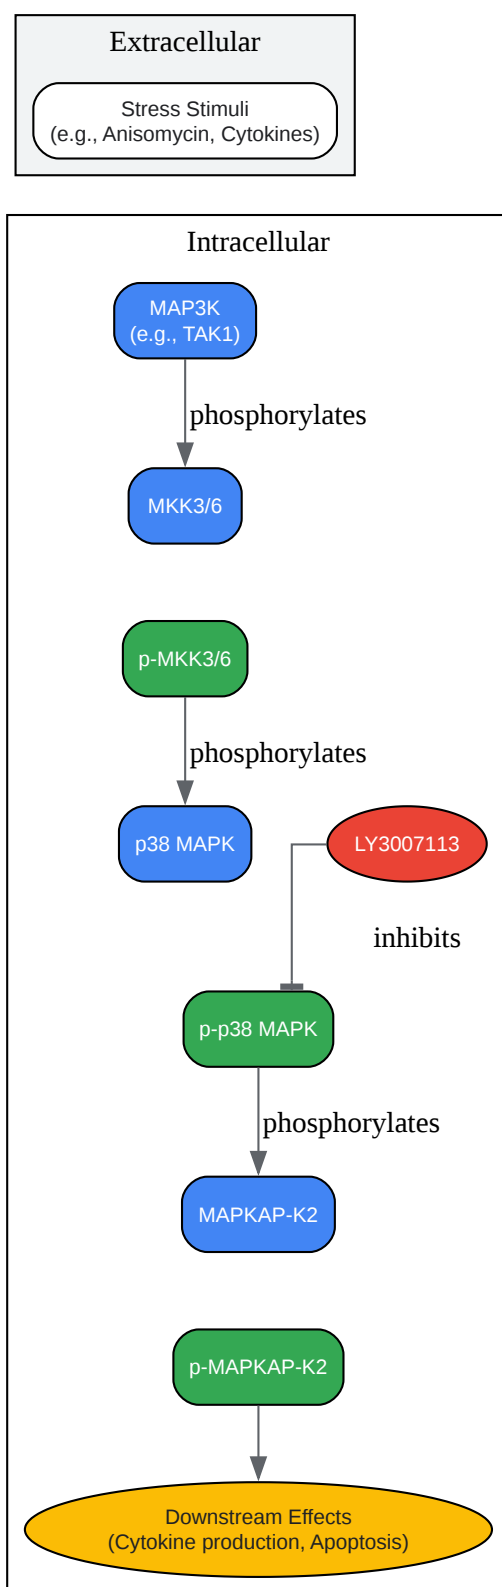 Extracellular
Stress Stimuli
(e.g., Anisomycin, Cytokines)
Intracellular
MAP3K
(e.g., TAK1)
phosphorylates
MKK3/6
p-MKK3/6
phosphorylates
p38 MAPK
LY3007113
inhibits
p-p38 MAPK
phosphorylates
MAPKAP-K2
p-MAPKAP-K2
Downstream Effects
(Cytokine production, Apoptosis)